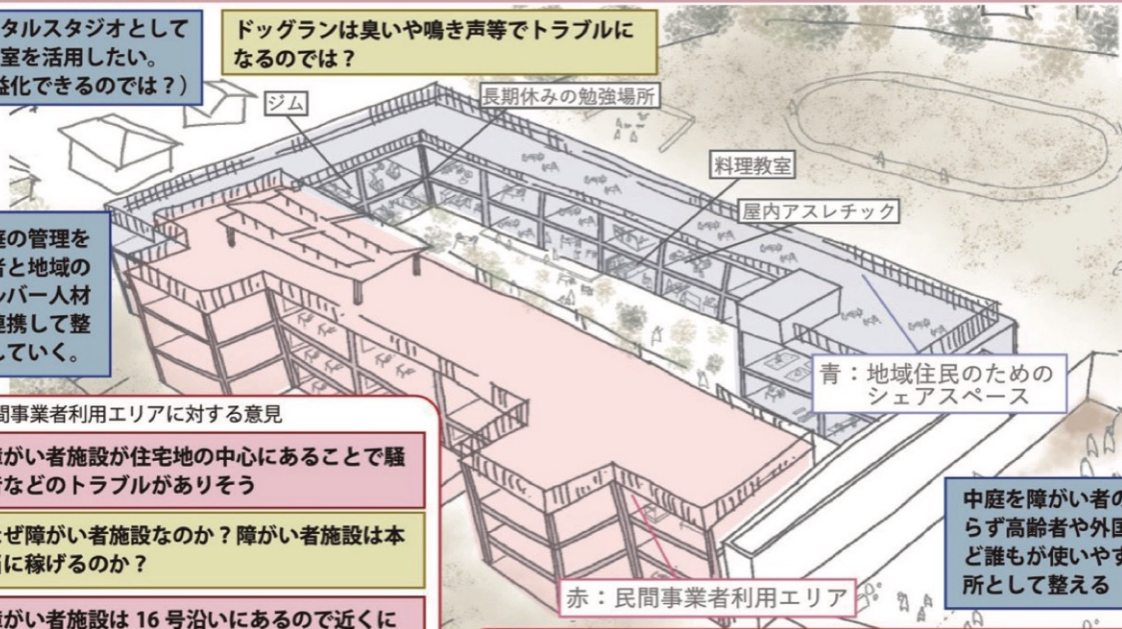 タルスタジオとして
室を活用したい。
益化できるのでは？）
ドッグランは臭いや鳴き声等でトラブルに
なるのでは？
ジム
長期休みの勉強場所
料理教室
屋内アスレチック
庭の管理を
者と地域の
ルバー人材
連携して整
していく。
青：地域住民のための
シェアスペース
間事業者利用エリアに対する意見
障がい者施設が住宅地の中心にあることで騒
音などのトラブルがありそう
なぜ障がい者施設なのか？障がい者施設は本
当に稼げるのか？
障がい者施設は 16 号沿いにあるので近くに
赤：民間事業者利用エリア
中庭を障がい者の
らず高齢者や外国
ど誰もが使いやす
所として整える